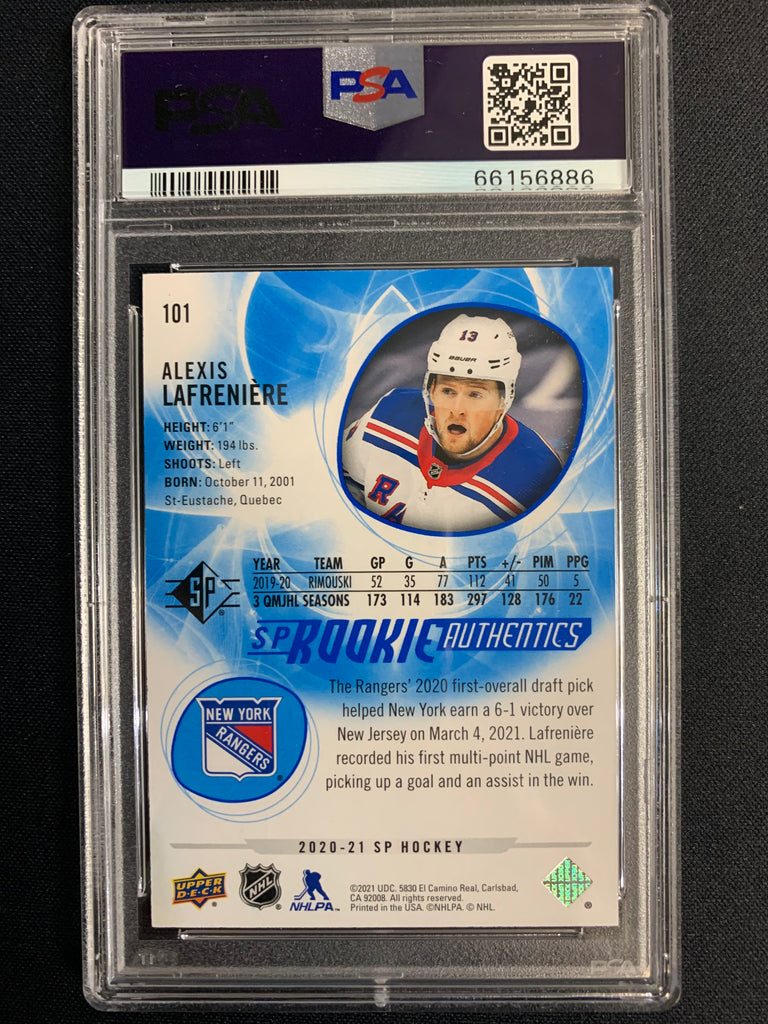 PSA
PSA
66156886
101
ALEXIS
LAFRENIÈRE
HEIGHT: 6'1"
WEIGHT: 194 lbs.
SHOOTS: Left
BORN: October 11, 2001
St-Eustache, Quebec
13
BAUER
RA
SP
YEAR TEAM GP G A PTS +/- PIM PPG
2019-20 RIMOUSKI 52 35 77 112 41 50 5
3 QMJHL SEASONS 173 114 183 297 128 176 22
SP ROOKIE AUTHENTICS
NEW YORK
RANGERS
The Rangers' 2020 first-overall draft pick
helped New York earn a 6-1 victory over
New Jersey on March 4, 2021. Lafrenière
recorded his first multi-point NHL game,
picking up a goal and an assist in the win.
2020-21 SP HOCKEY
UPPER
DECK
NHL
NHLPA
©2021 UDC. 5830 El Camino Real, Carlsbad,
CA 92008. All rights reserved.
Printed in the USA. ©NHLPA. © NHL.
®
PSA